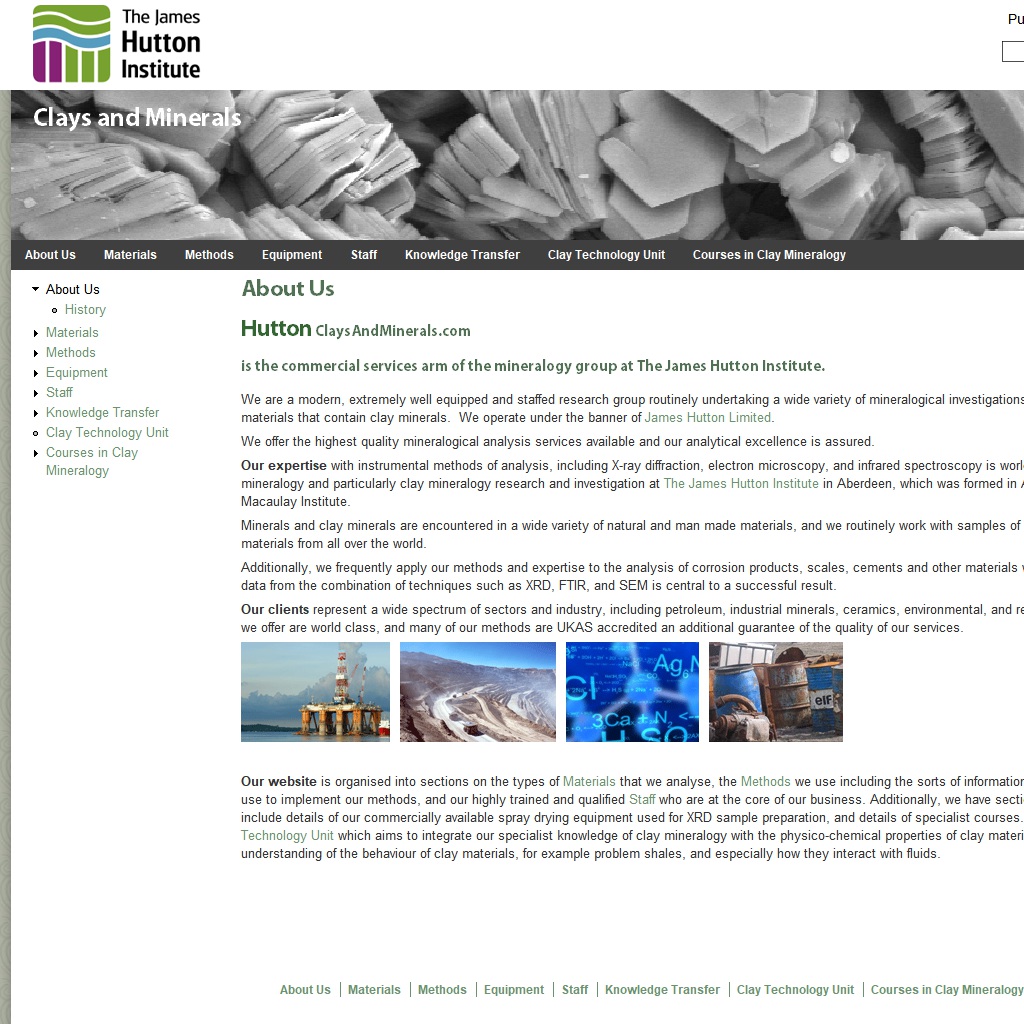 The James
Hutton
Institute
Pu
Clays and Minerals
About Us Materials Methods Equipment Staff Knowledge Transfer Clay Technology Unit Courses in Clay Mineralogy
About Us
History
Materials
Methods
Equipment
Staff
Knowledge Transfer
Clay Technology Unit
Courses in Clay
Mineralogy
About Us
Hutton ClaysAndMinerals.com
is the commercial services arm of the mineralogy group at The James Hutton Institute.
We are a modern, extremely well equipped and staffed research group routinely undertaking a wide variety of mineralogical investigations
materials that contain clay minerals. We operate under the banner of James Hutton Limited.
We offer the highest quality mineralogical analysis services available and our analytical excellence is assured.
Our expertise with instrumental methods of analysis, including X-ray diffraction, electron microscopy, and infrared spectroscopy is worl
mineralogy and particularly clay mineralogy research and investigation at The James Hutton Institute in Aberdeen, which was formed in A
Macaulay Institute.
Minerals and clay minerals are encountered in a wide variety of natural and man made materials, and we routinely work with samples of
materials from all over the world.
Additionally, we frequently apply our methods and expertise to the analysis of corrosion products, scales, cements and other materials w
data from the combination of techniques such as XRD, FTIR, and SEM is central to a successful result.
Our clients represent a wide spectrum of sectors and industry, including petroleum, industrial minerals, ceramics, environmental, and re
we offer are world class, and many of our methods are UKAS accredited an additional guarantee of the quality of our services.
Ag6N
Cl
3Ca + N2 <-
H SO
elf
Our website is organised into sections on the types of Materials that we analyse, the Methods we use including the sorts of information
use to implement our methods, and our highly trained and qualified Staff who are at the core of our business. Additionally, we have secti
include details of our commercially available spray drying equipment used for XRD sample preparation, and details of specialist courses.
Technology Unit which aims to integrate our specialist knowledge of clay mineralogy with the physico-chemical properties of clay materi
understanding of the behaviour of clay materials, for example problem shales, and especially how they interact with fluids.
About Us Materials Methods Equipment Staff Knowledge Transfer Clay Technology Unit Courses in Clay Mineralogy